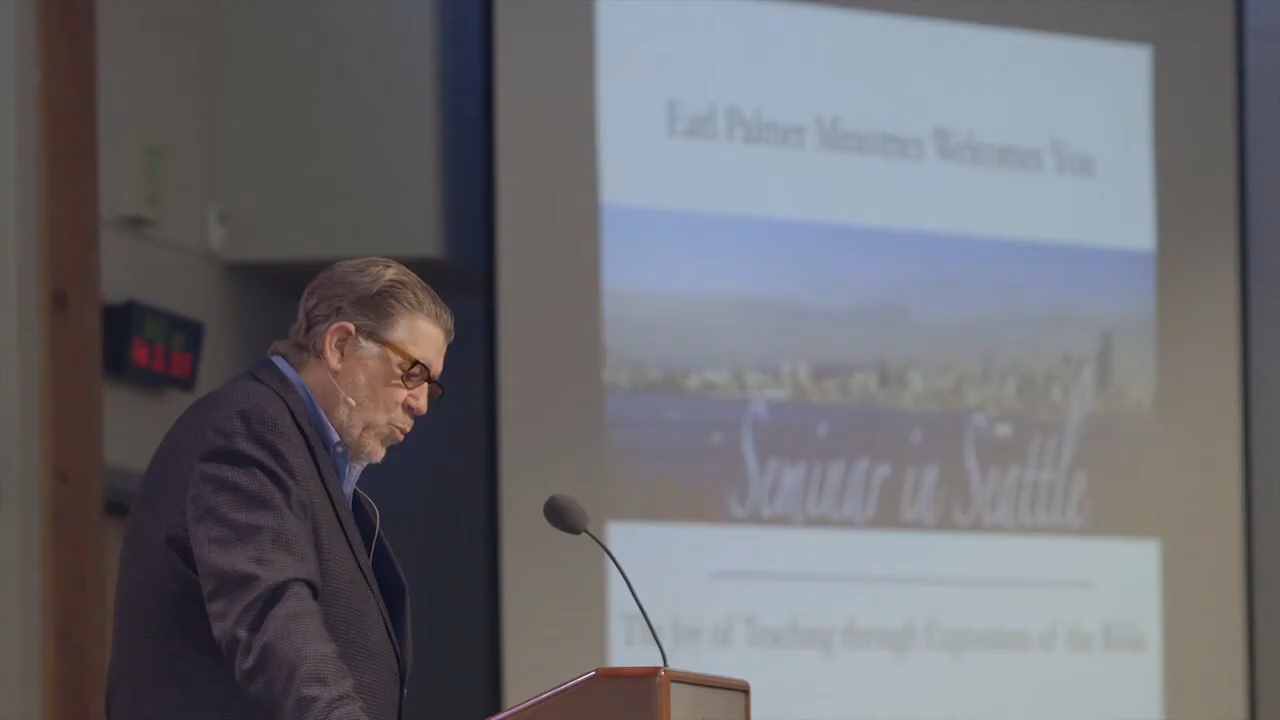 Earl Palmer Ministries Welcomes You
Seminar in Seattle
The Joy of Teaching through Exposition of the Bible